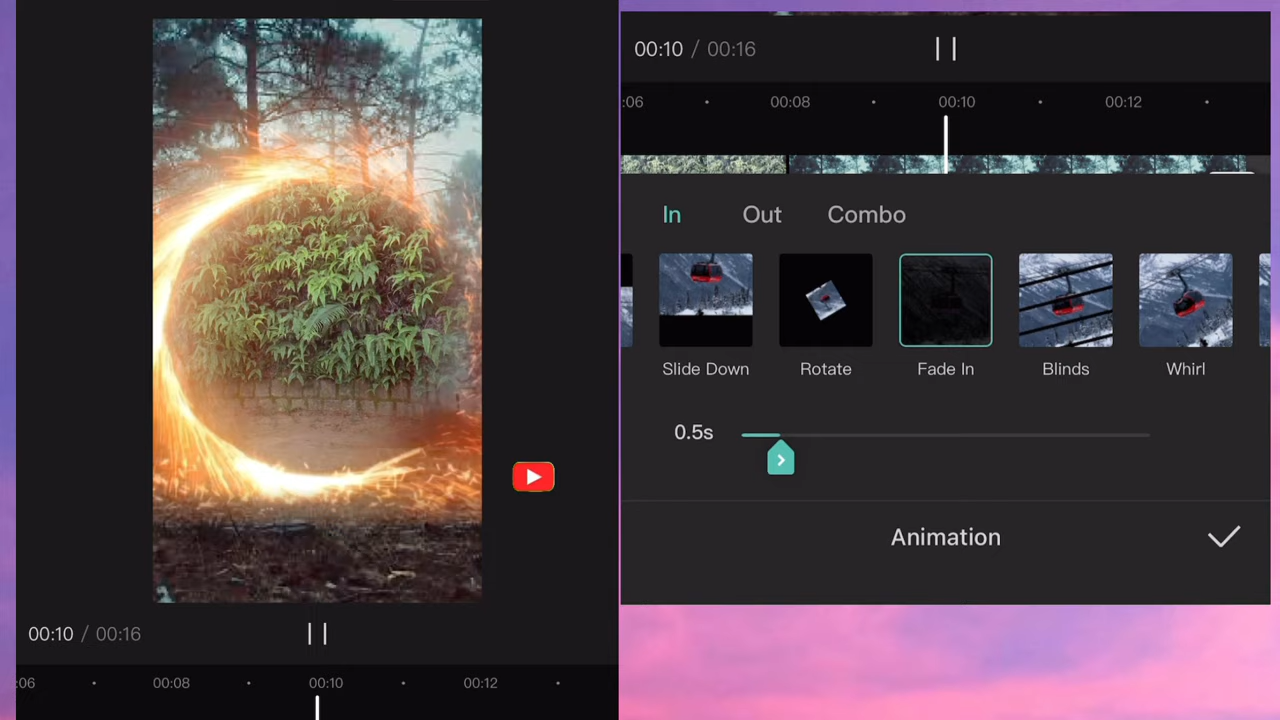 00:10 / 00:16
:06 00:08 00:10 00:12
00:10 / 00:16
:06 00:08 00:10 00:12
In Out Combo
Slide Down Rotate Fade In Blinds Whirl
0.5s
Animation